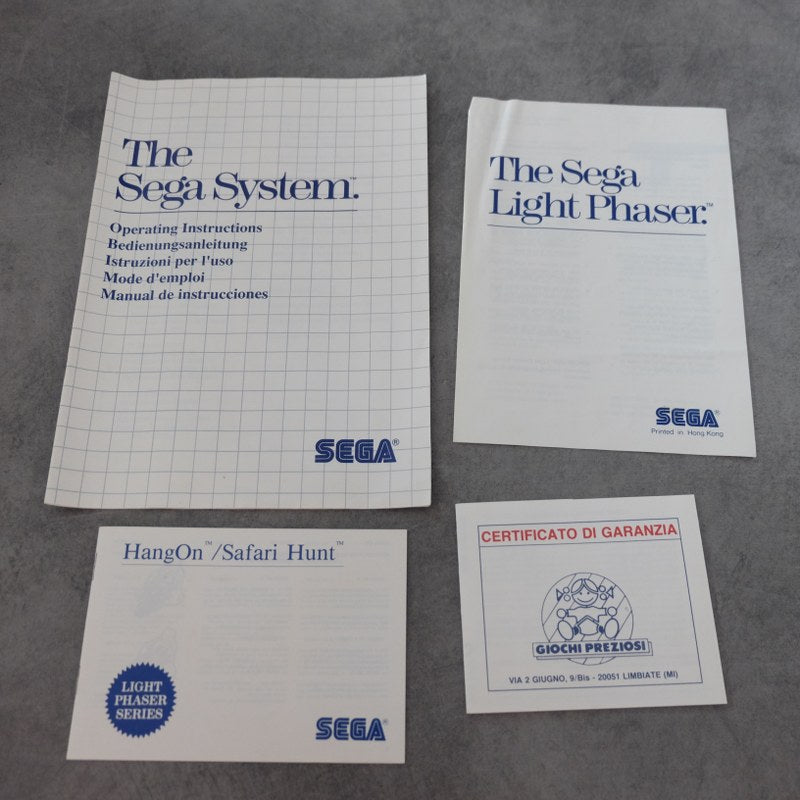 The
Sega System.™
Operating Instructions
Bedienungsanleitung
Istruzioni per l'uso
Mode d'emploi
Manual de instrucciones
SEGA®
The Sega
Light Phaser.™
SEGA®
Printed in Hong Kong
HangOn™/Safari Hunt™
LIGHT
PHASER
SERIES
SEGA®
CERTIFICATO DI GARANZIA
GIOCHI PREZIOSI
VIA 2 GIUGNO, 9/Bis - 20051 LIMBIATE (MI)